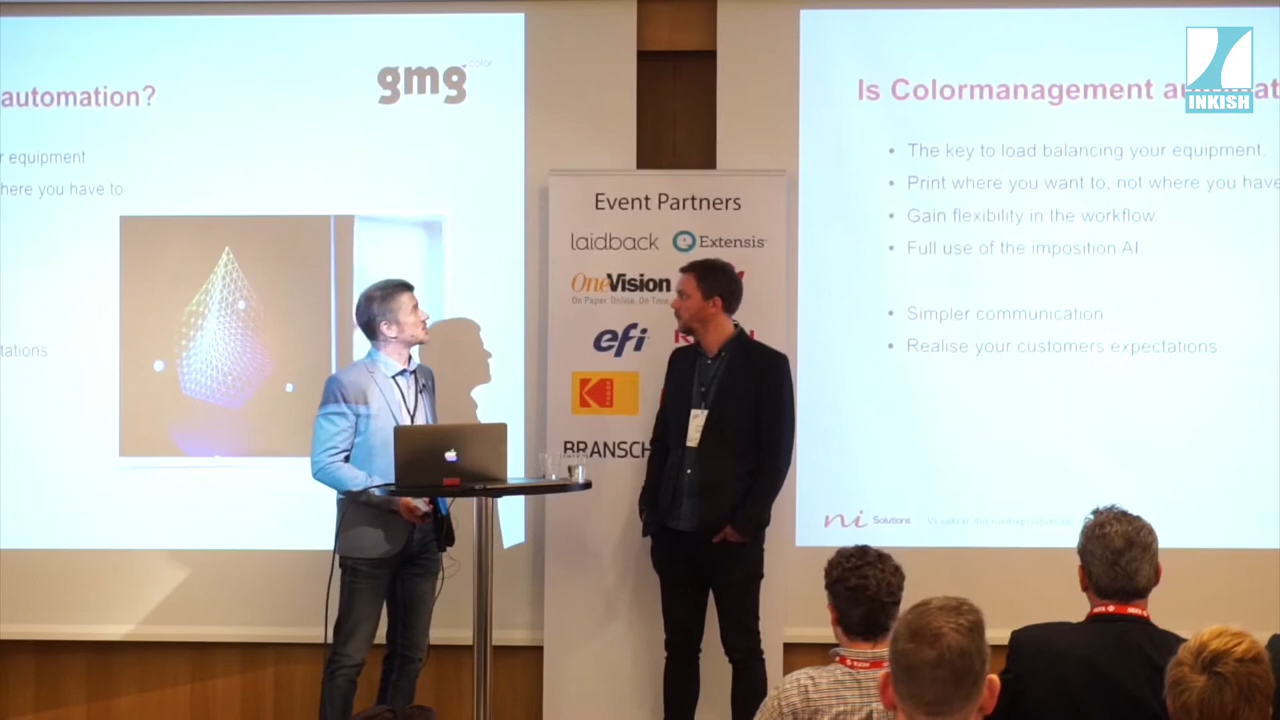 automation?
gmg color
r equipment
here you have to
tations
Event Partners
laidback
Extensis
OneVision
On Paper. Online. On Time.
efi
KODAK
BRANSCH
Is Colormanagement
INKISH
• The key to load balancing your equipment.
• Print where you want to, not where you have
• Gain flexibility in the workflow.
• Full use of the imposition AI
• Simpler communication
• Realise your customers expectations.
ni Solutions